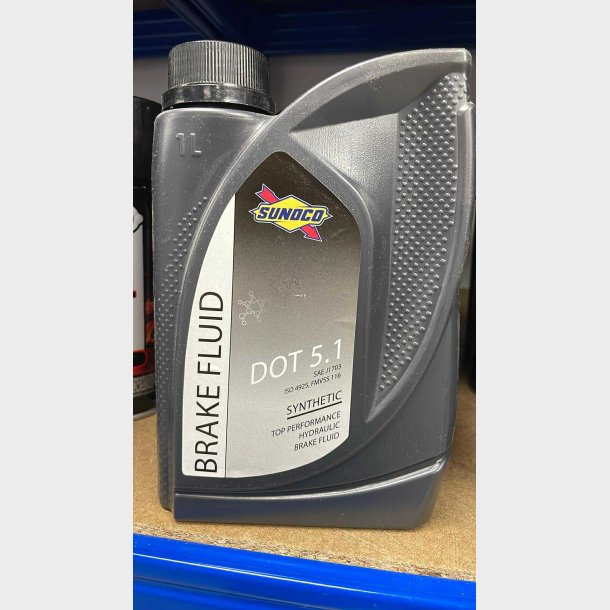 1L
SUNOCO
BRAKE FLUID
DOT 5.1
SAE J1703
ISO 4925, FMVSS 116
SYNTHETIC
TOP PERFORMANCE
HYDRAULIC
BRAKE FLUID